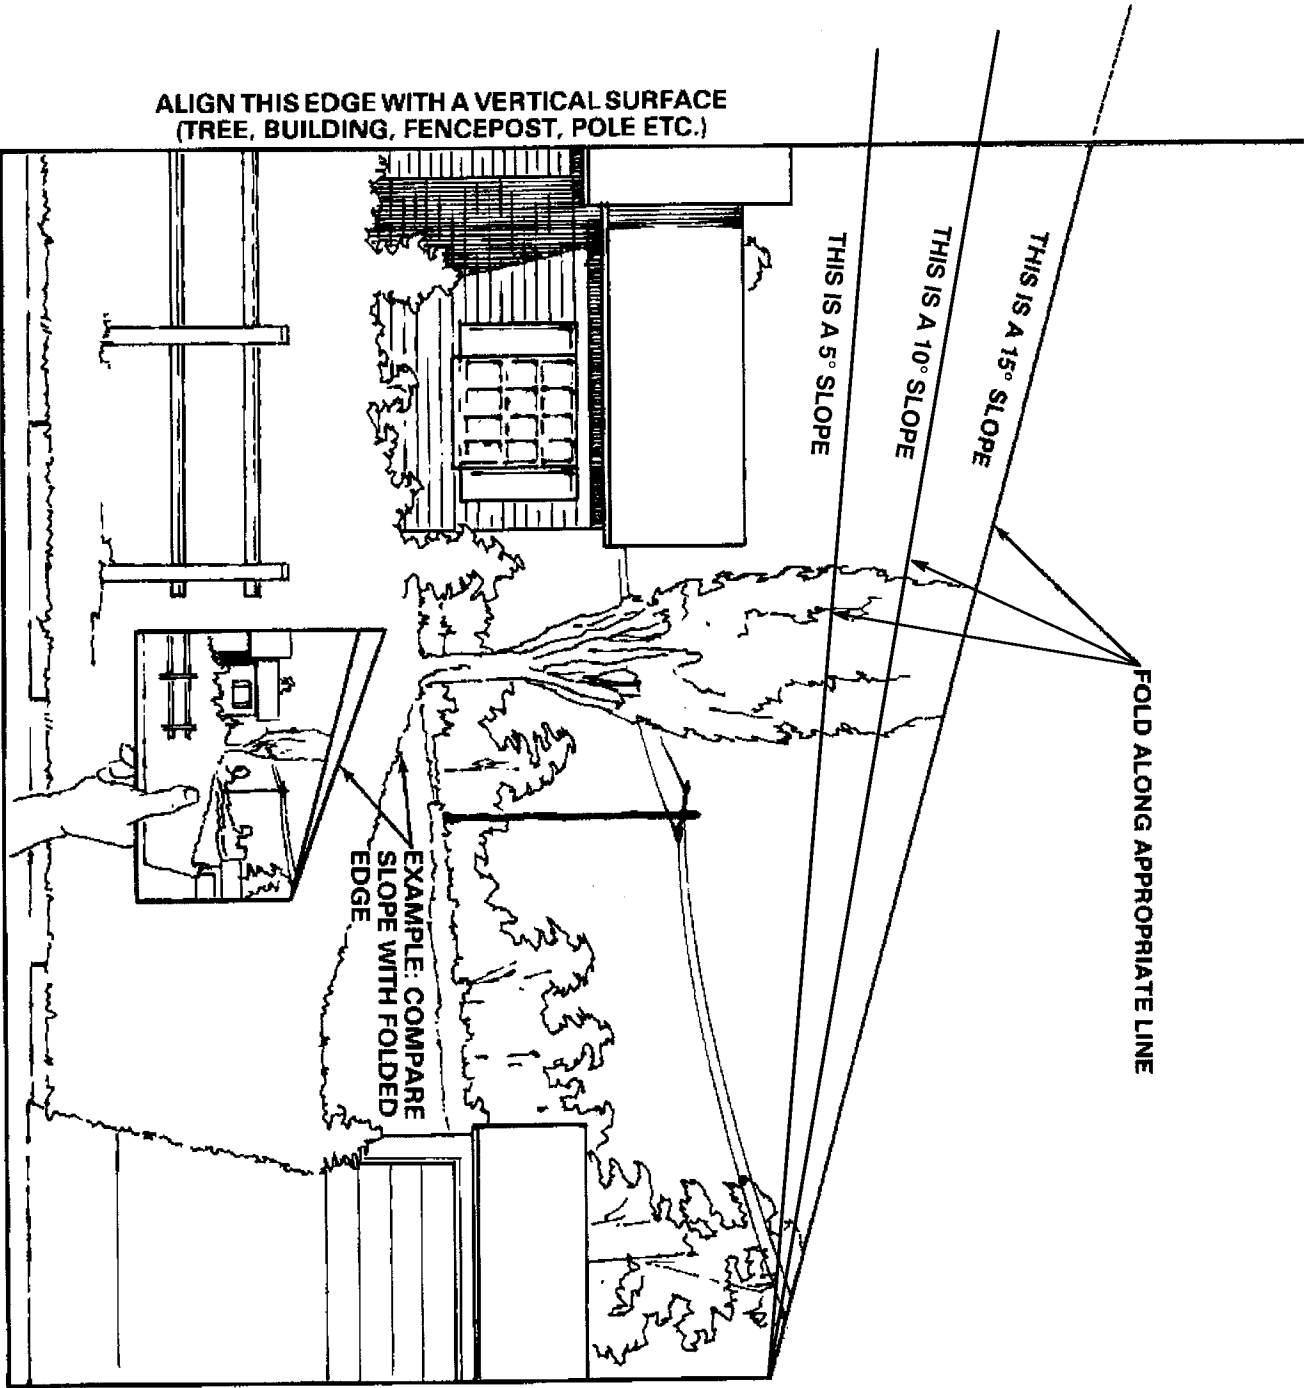 ALIGN THIS EDGE WITH A VERTICAL SURFACE
(TREE, BUILDING, FENCEPOST, POLE ETC.)
THIS IS A 15° SLOPE
THIS IS A 10° SLOPE
THIS IS A 5° SLOPE
FOLD ALONG APPROPRIATE LINE
EXAMPLE: COMPARE
SLOPE WITH FOLDED
EDGE